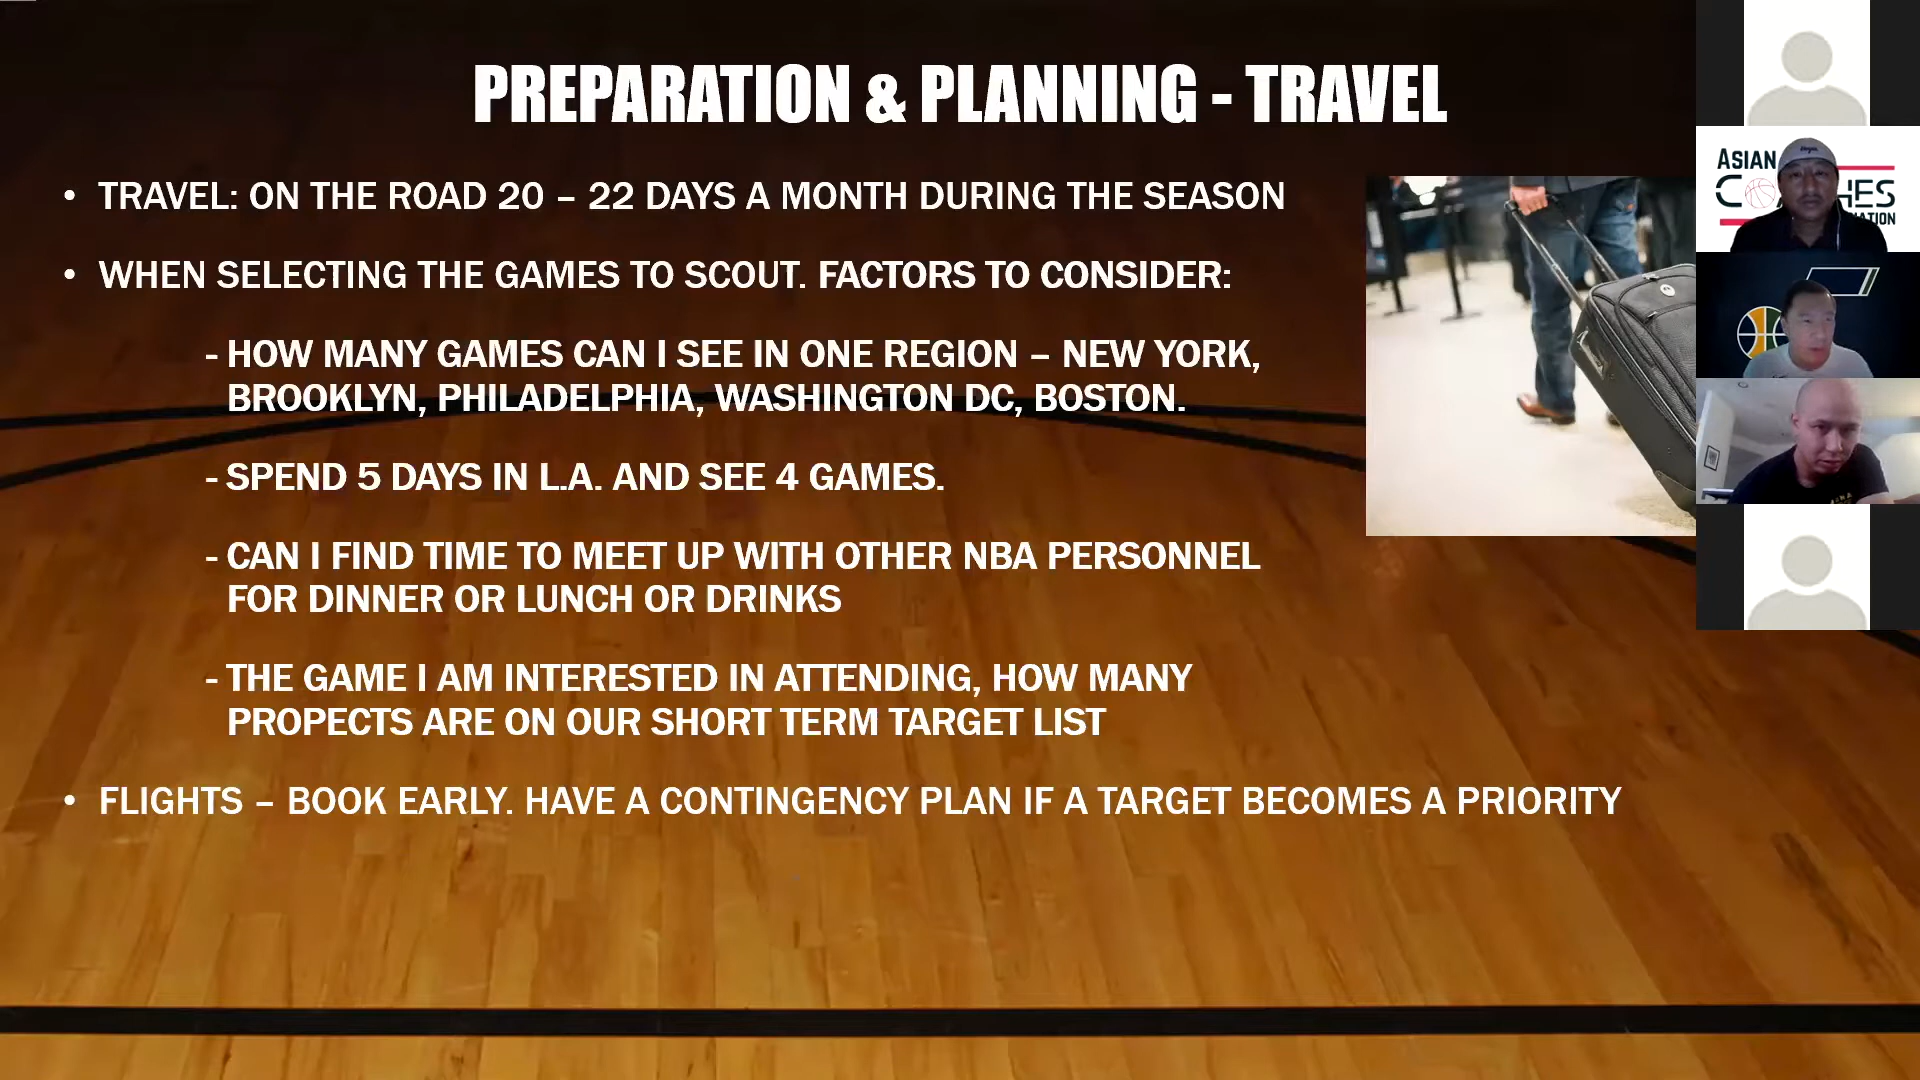 PREPARATION & PLANNING - TRAVEL
• TRAVEL: ON THE ROAD 20 – 22 DAYS A MONTH DURING THE SEASON
• WHEN SELECTING THE GAMES TO SCOUT. FACTORS TO CONSIDER:
- HOW MANY GAMES CAN I SEE IN ONE REGION – NEW YORK,
BROOKLYN, PHILADELPHIA, WASHINGTON DC, BOSTON.
- SPEND 5 DAYS IN L.A. AND SEE 4 GAMES.
- CAN I FIND TIME TO MEET UP WITH OTHER NBA PERSONNEL
FOR DINNER OR LUNCH OR DRINKS
- THE GAME I AM INTERESTED IN ATTENDING, HOW MANY
PROPECTS ARE ON OUR SHORT TERM TARGET LIST
• FLIGHTS – BOOK EARLY. HAVE A CONTINGENCY PLAN IF A TARGET BECOMES A PRIORITY
ASIAN